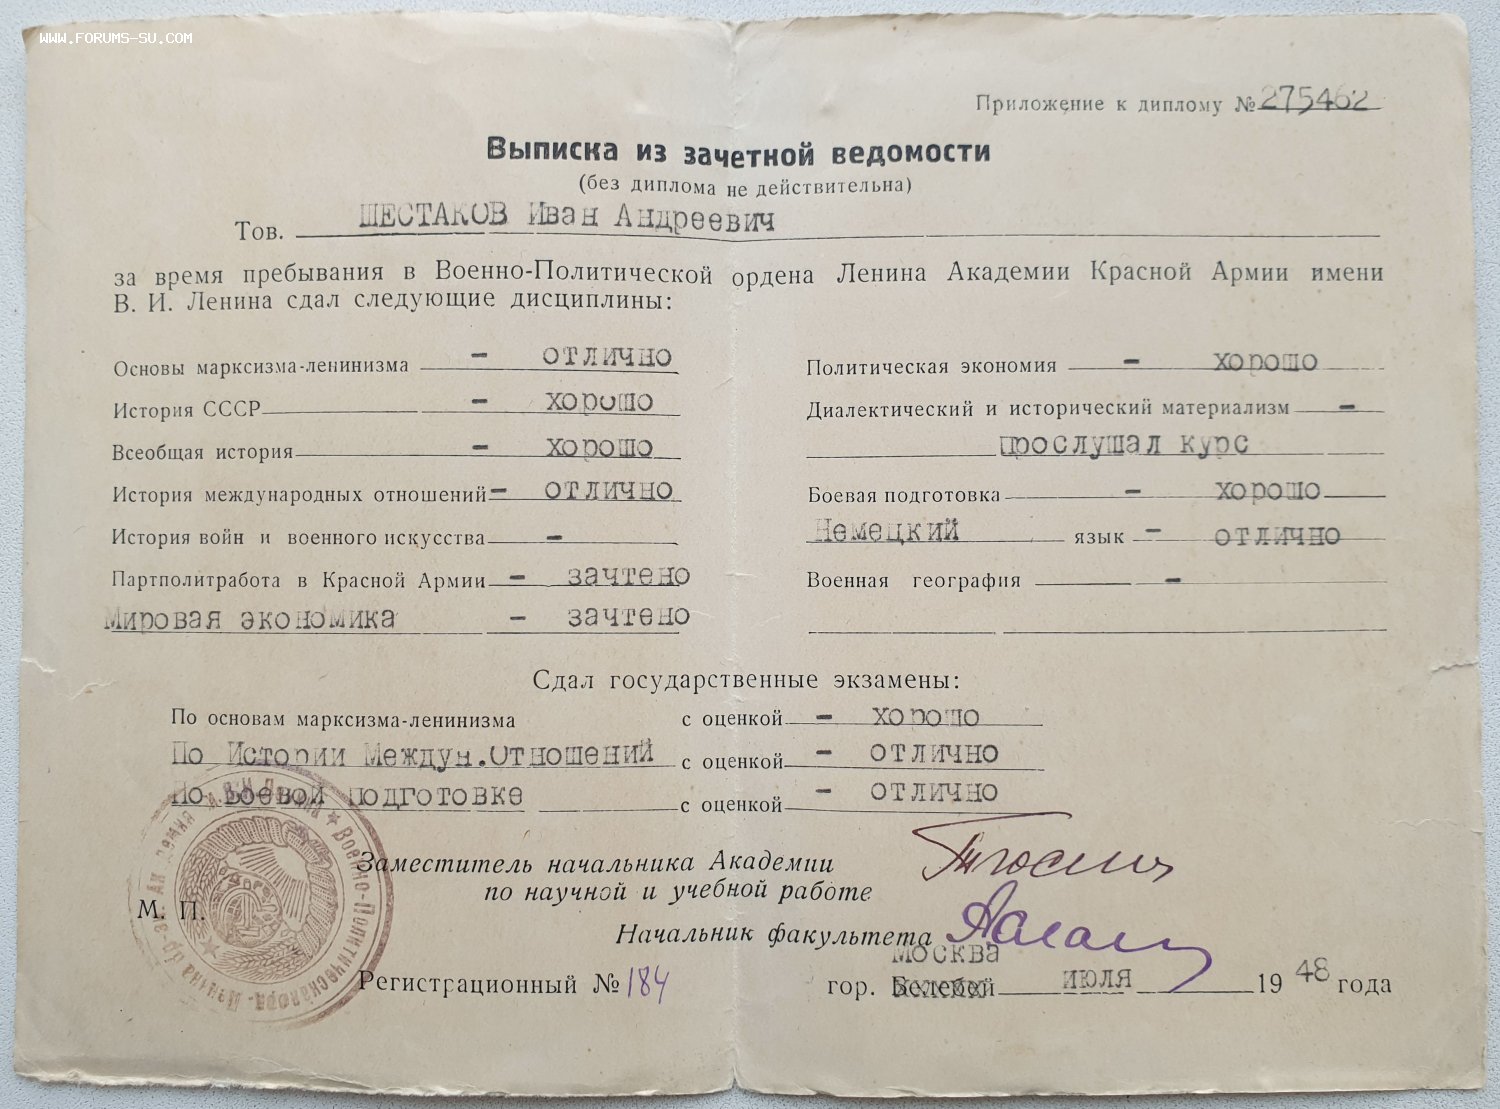 WWW.FORUMS-SU.COM
Приложение к диплому № 275462
Выписка из зачетной ведомости
(без диплома не действительна)
Тов. ШЕСТАКОВ Иван Андреевич
за время пребывания в Военно-Политической ордена Ленина Академии Красной Армии имени
В. И. Ленина сдал следующие дисциплины:
Основы марксизма-ленинизма - отлично
История СССР - хорошо
Всеобщая история - хорошо
История международных отношений - отлично
История войн и военного искусства -
Партполитработа в Красной Армии - зачтено
Мировая экономика - зачтено
Политическая экономия - хорошо
Диалектический и исторический материализм -
прослушал курс
Боевая подготовка - хорошо
Немецкий язык - отлично
Военная география -
Сдал государственные экзамены:
По основам марксизма-ленинизма с оценкой - хорошо
По Истории Междун.отношений с оценкой - отлично
По боевой подготовке с оценкой - отлично
Заместитель начальника Академии
по научной и учебной работе
М. П.
Начальник факультета
Москва
Регистрационный № 184
гор. Белебей июля 1948 года